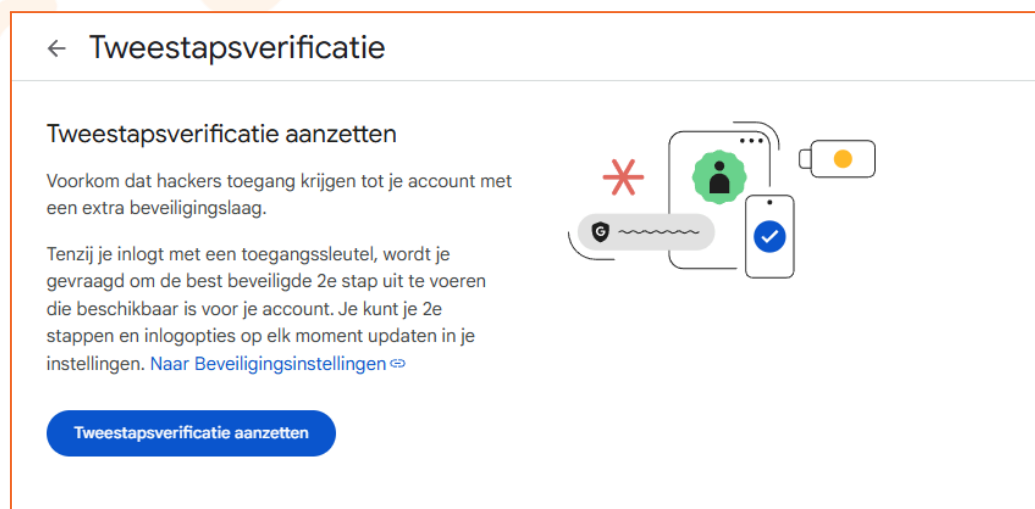 Tweestapsverificatie
Tweestapsverificatie aanzetten
Voorkom dat hackers toegang krijgen tot je account met
een extra beveiligingslaag.
Tenzij je inlogt met een toegangssleutel, wordt je
gevraagd om de best beveiligde 2e stap uit te voeren
die beschikbaar is voor je account. Je kunt je 2e
stappen en inlogopties op elk moment updaten in je
instellingen. Naar Beveiligingsinstellingen
G
Tweestapsverificatie aanzetten